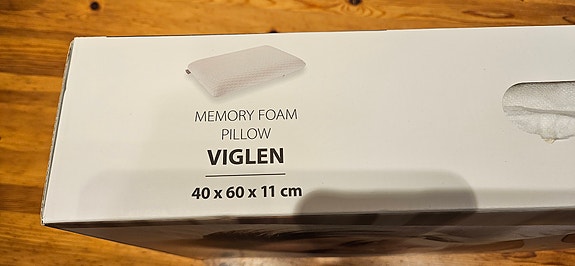 MEMORY FOAM
PILLOW
VIGLEN
40 x 60 x 11 cm